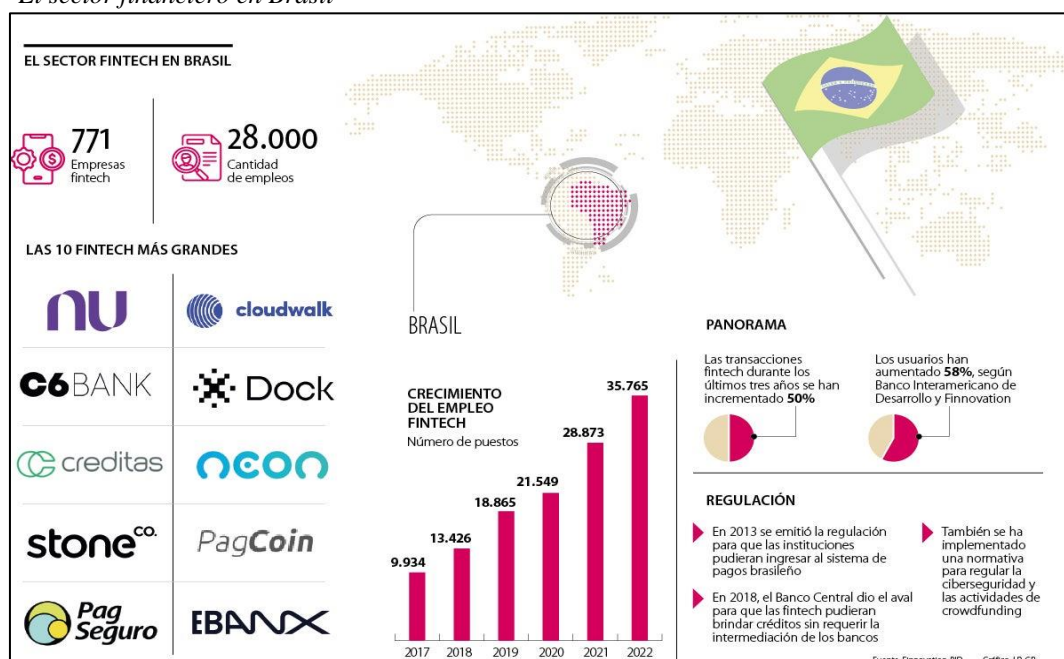 El sector financiero en Brasil
EL SECTOR FINTECH EN BRASIL
771
Empresas
fintech
28.000
Cantidad
de empleos
LAS 10 FINTECH MÁS GRANDES
nu
cloudwalk
C6 BANK
Dock
creditas
neon
stone co.
PagCoin
Pag
Seguro
EBANX
BRASIL
CRECIMIENTO
DEL EMPLEO
FINTECH
Número de puestos
9.934
13.426
18.865
21.549
28.873
35.765
2017 2018 2019 2020 2021 2022
PANORAMA
Las transacciones
fintech durante los
últimos tres años se han
incrementado 50%
Los usuarios han
aumentado 58%, según
Banco Interamericano de
Desarrollo y Finnovation
REGULACIÓN
En 2013 se emitió la regulación
para que las instituciones
pudieran ingresar al sistema de
pagos brasileño
En 2018, el Banco Central dio el aval
para que las fintech pudieran
brindar créditos sin requerir la
intermediación de los bancos
También se ha
implementado
una normativa
para regular la
ciberseguridad y
las actividades de
crowdfunding